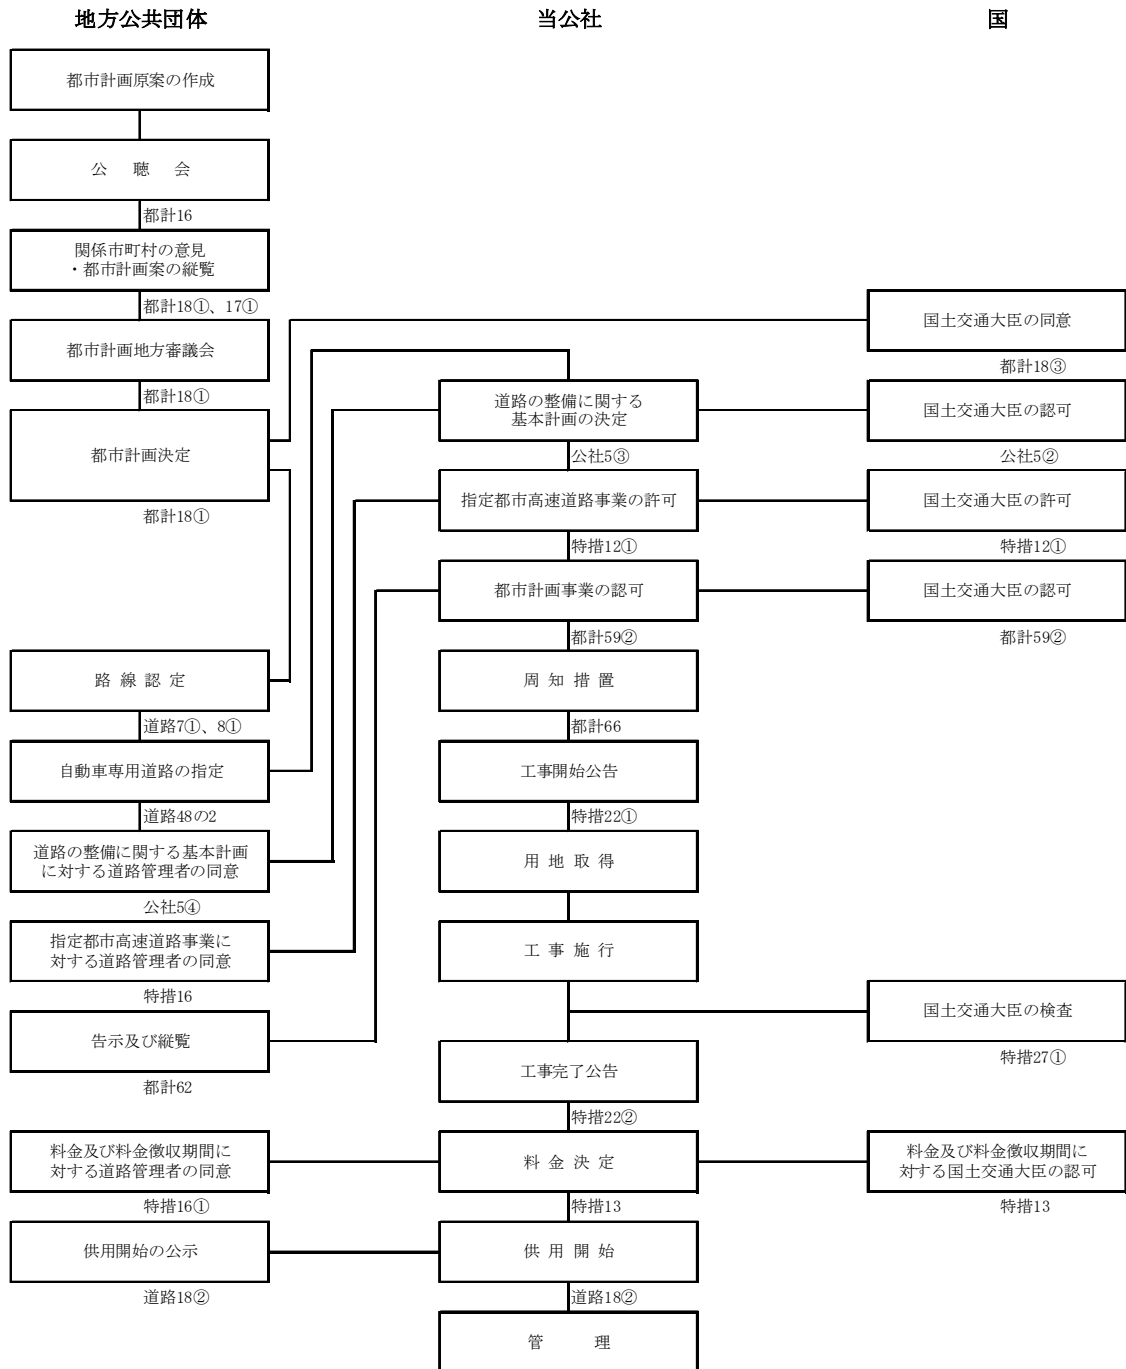 地方公共団体
当公社
国
都市計画原案の作成
公 聴 会
都計16
関係市町村の意見
・都市計画案の縦覧
都計18①、17①
都市計画地方審議会
都計18①
都市計画決定
都計18①
路 線 認 定
道路7①、8①
自動車専用道路の指定
道路48の2
道路の整備に関する基本計画
に対する道路管理者の同意
公社5④
指定都市高速道路事業に
対する道路管理者の同意
特措16
告示及び縦覧
都計62
料金及び料金徴収期間に
対する道路管理者の同意
特措16①
供用開始の公示
道路18②
道路の整備に関する
基本計画の決定
公社5③
指定都市高速道路事業の許可
特措12①
都市計画事業の認可
都計59②
周 知 措 置
都計66
工事開始公告
特措22①
用 地 取 得
工 事 施 行
工事完了公告
特措22②
料 金 決 定
特措13
供 用 開 始
道路18②
管 理
国土交通大臣の同意
都計18③
国土交通大臣の認可
公社5②
国土交通大臣の許可
特措12①
国土交通大臣の認可
都計59②
国土交通大臣の検査
特措27①
料金及び料金徴収期間に
対する国土交通大臣の認可
特措13